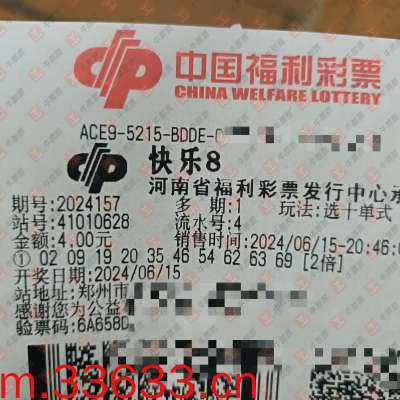 中国福利彩票
CHINA WELFARE LOTTERY
ACE9-5215-BDDE-
快乐8
河南省福利彩票发行中心承
期号:2024157 多 期:1 玩法:选十单式
站号:41010628 流水号:4
金额:4.00元 销售时间:2024/06/15-20:46:0
① 02 09 19 20 35 45 46 54 62 63 69 [2倍]
开奖日期:2024/06/15
站地址:郑州市
感谢您为公益
验票码:6A658D
m.33633.cn